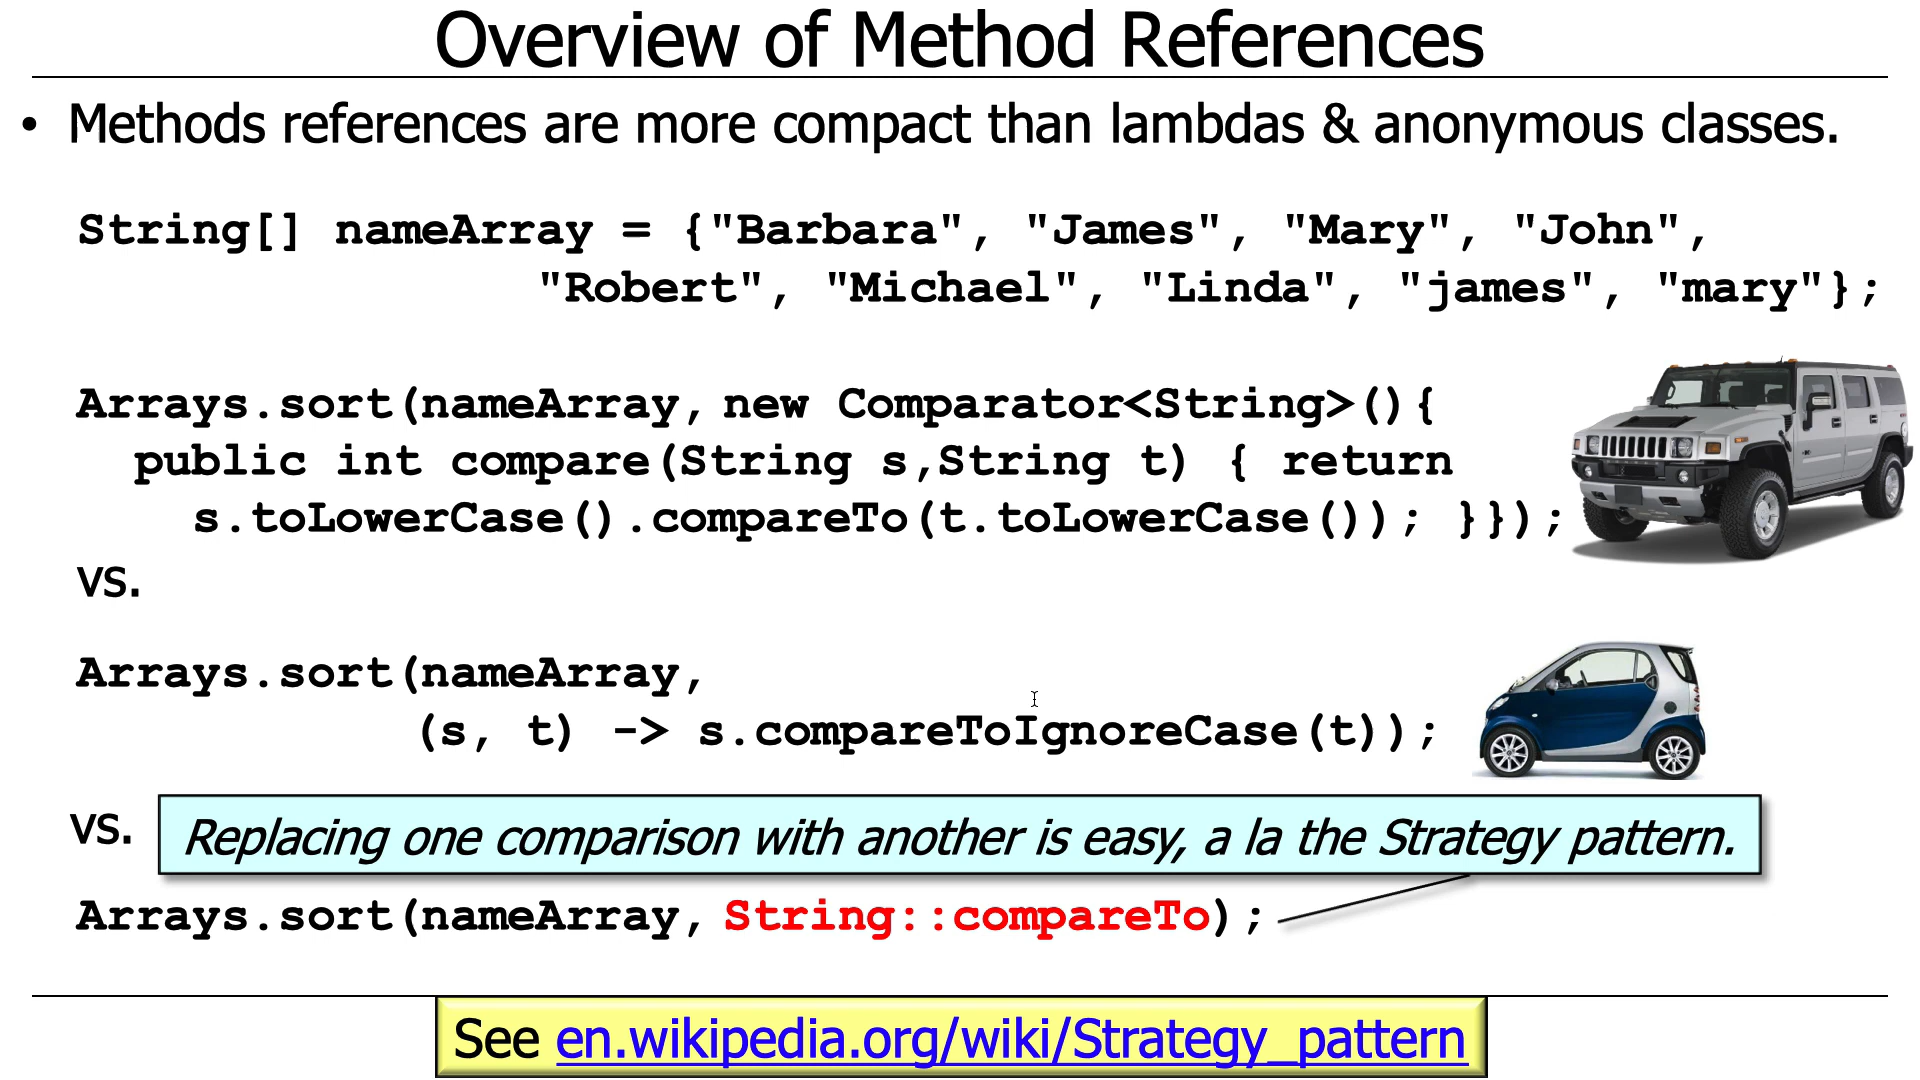 Overview of Method References
• Methods references are more compact than lambdas & anonymous classes.
String[] nameArray = {"Barbara", "James", "Mary", "John",
"Robert", "Michael", "Linda", "james", "mary"};
Arrays.sort(nameArray, new Comparator<String>(){
public int compare(String s,String t) { return
s.toLowerCase().compareTo(t.toLowerCase()); }});
vs.
Arrays.sort(nameArray,
(s, t) -> s.compareToIgnoreCase(t));
vs.
Replacing one comparison with another is easy, a la the Strategy pattern.
Arrays.sort(nameArray, String::compareTo);
See en.wikipedia.org/wiki/Strategy_pattern